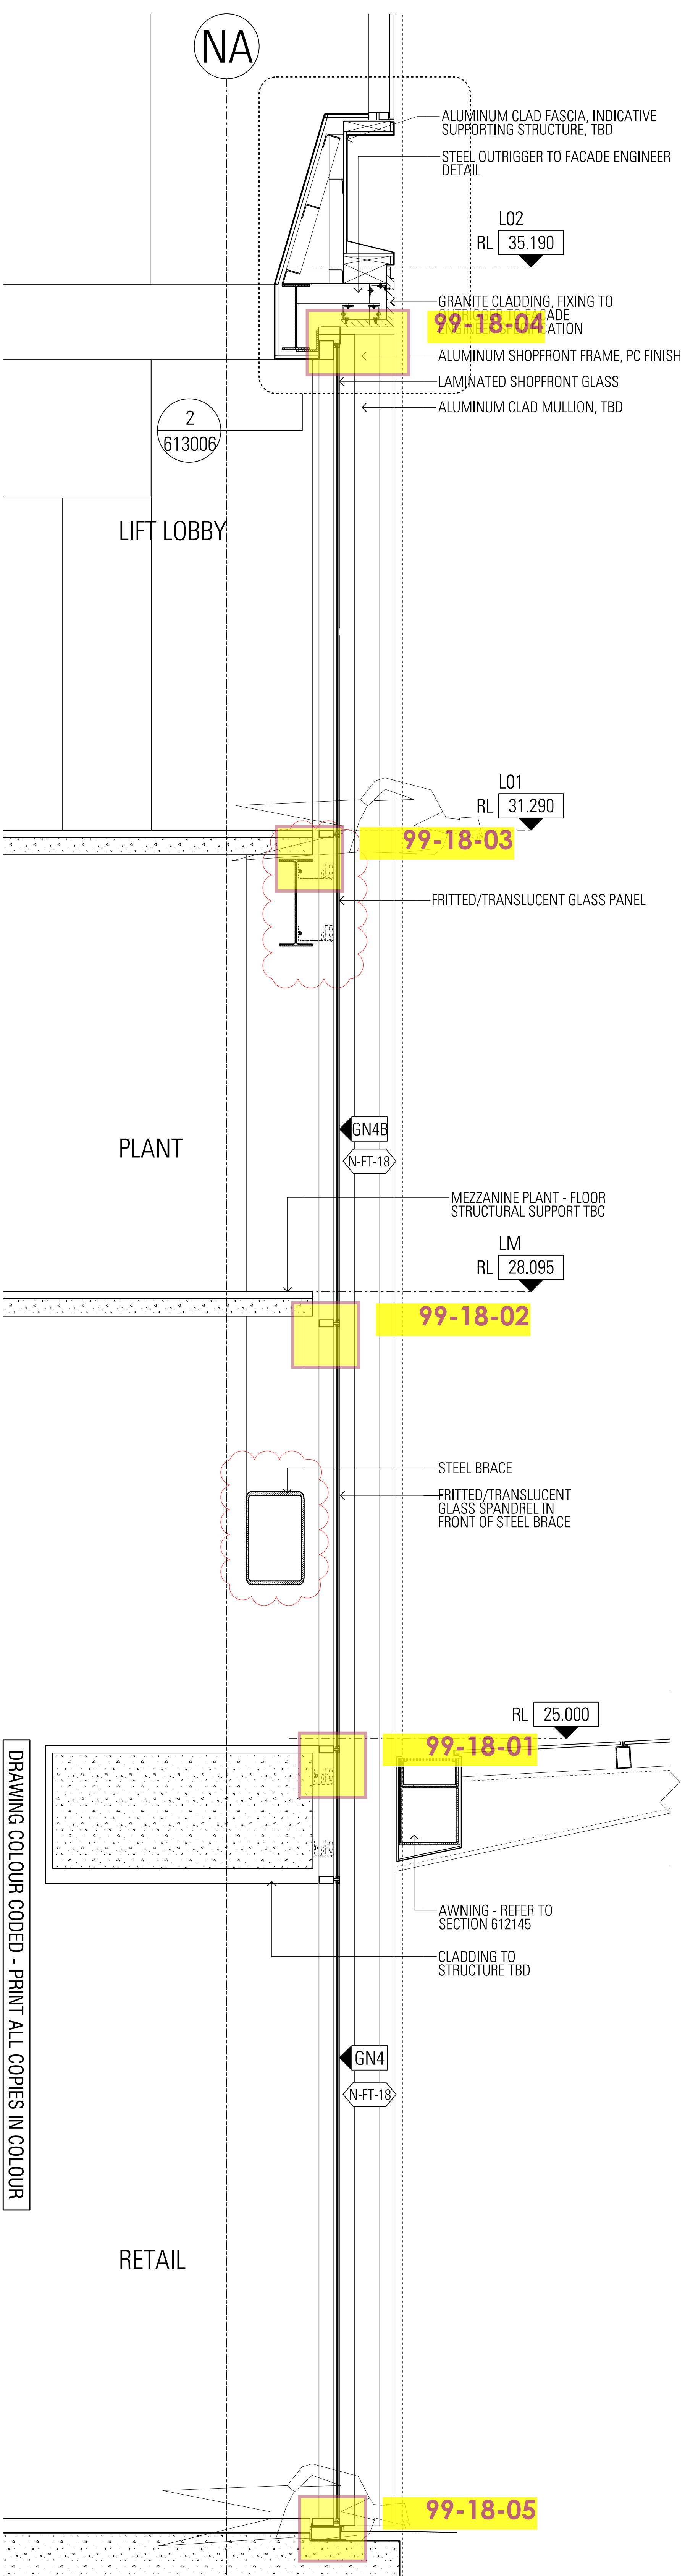 NA
ALUMINUM CLAD FASCIA, INDICATIVE
SUPPORTING STRUCTURE, TBD
STEEL OUTRIGGER TO FACADE ENGINEER
DETAIL
L02
RL 35.190
GRANITE CLADDING, FIXING TO
99-18-04
ALUMINUM SHOPFRONT FRAME, PC FINISH
LAMINATED SHOPFRONT GLASS
ALUMINUM CLAD MULLION, TBD
2
613006
LIFT LOBBY
L01
RL 31.290
99-18-03
FRITTED/TRANSLUCENT GLASS PANEL
GN4B
N-FT-18
PLANT
MEZZANINE PLANT - FLOOR
STRUCTURAL SUPPORT TBC
LM
RL 28.095
99-18-02
STEEL BRACE
FRITTED/TRANSLUCENT
GLASS SPANDREL IN
FRONT OF STEEL BRACE
RL 25.000
99-18-01
AWNING - REFER TO
SECTION 612145
CLADDING TO
STRUCTURE TBD
DRAWING COLOUR CODED - PRINT ALL COPIES IN COLOUR
GN4
N-FT-18
RETAIL
99-18-05